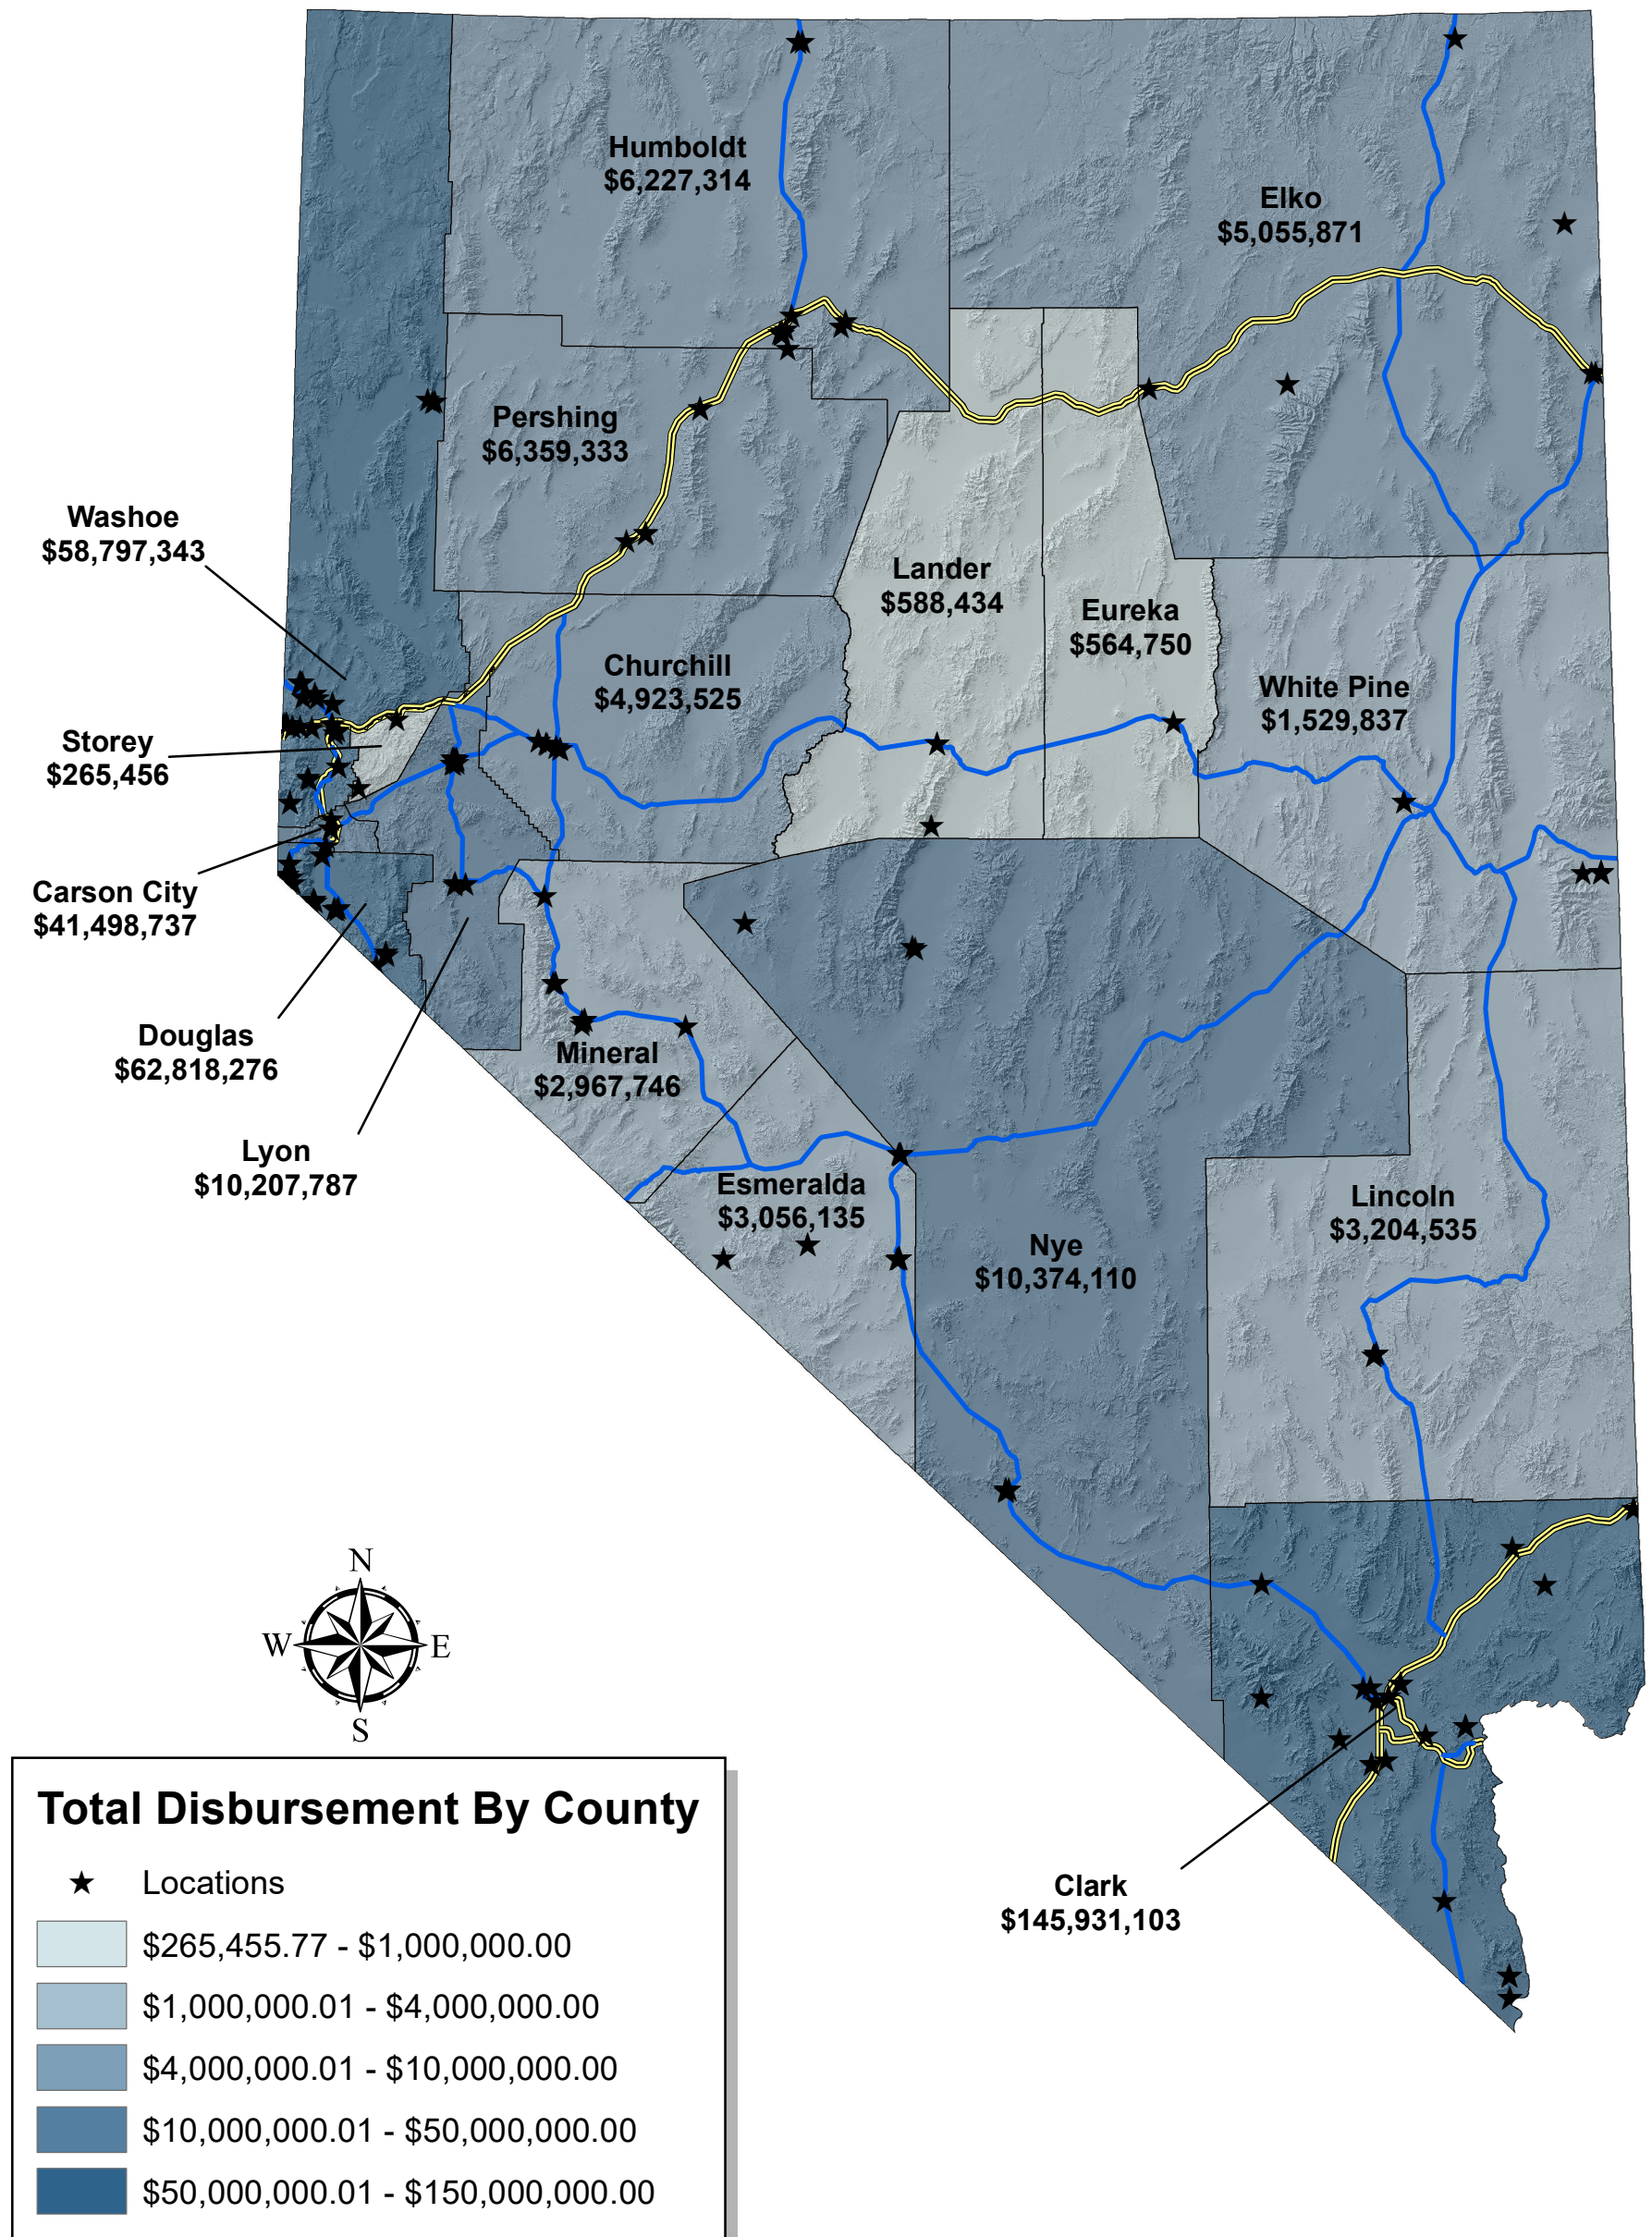 Humboldt
$6,227,314
Elko
$5,055,871
Pershing
$6,359,333
Washoe
$58,797,343
Lander
$588,434
Eureka
$564,750
Churchill
$4,923,525
White Pine
$1,529,837
Storey
$265,456
Carson City
$41,498,737
Douglas
$62,818,276
Mineral
$2,967,746
Lyon
$10,207,787
Esmeralda
$3,056,135
Lincoln
$3,204,535
Nye
$10,374,110
N
W
E
S
Clark
$145,931,103
Total Disbursement By County
Locations
$265,455.77 - $1,000,000.00
$1,000,000.01 - $4,000,000.00
$4,000,000.01 - $10,000,000.00
$10,000,000.01 - $50,000,000.00
$50,000,000.01 - $150,000,000.00